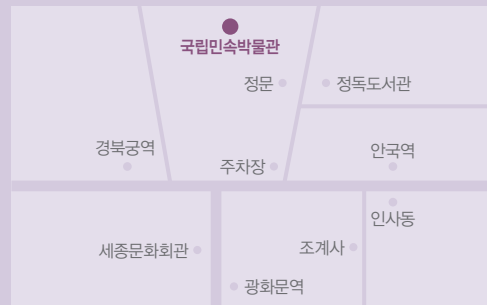 국립민속박물관
정문
정독도서관
경복궁역
주차장
안국역
인사동
세종문화회관
조계사
광화문역